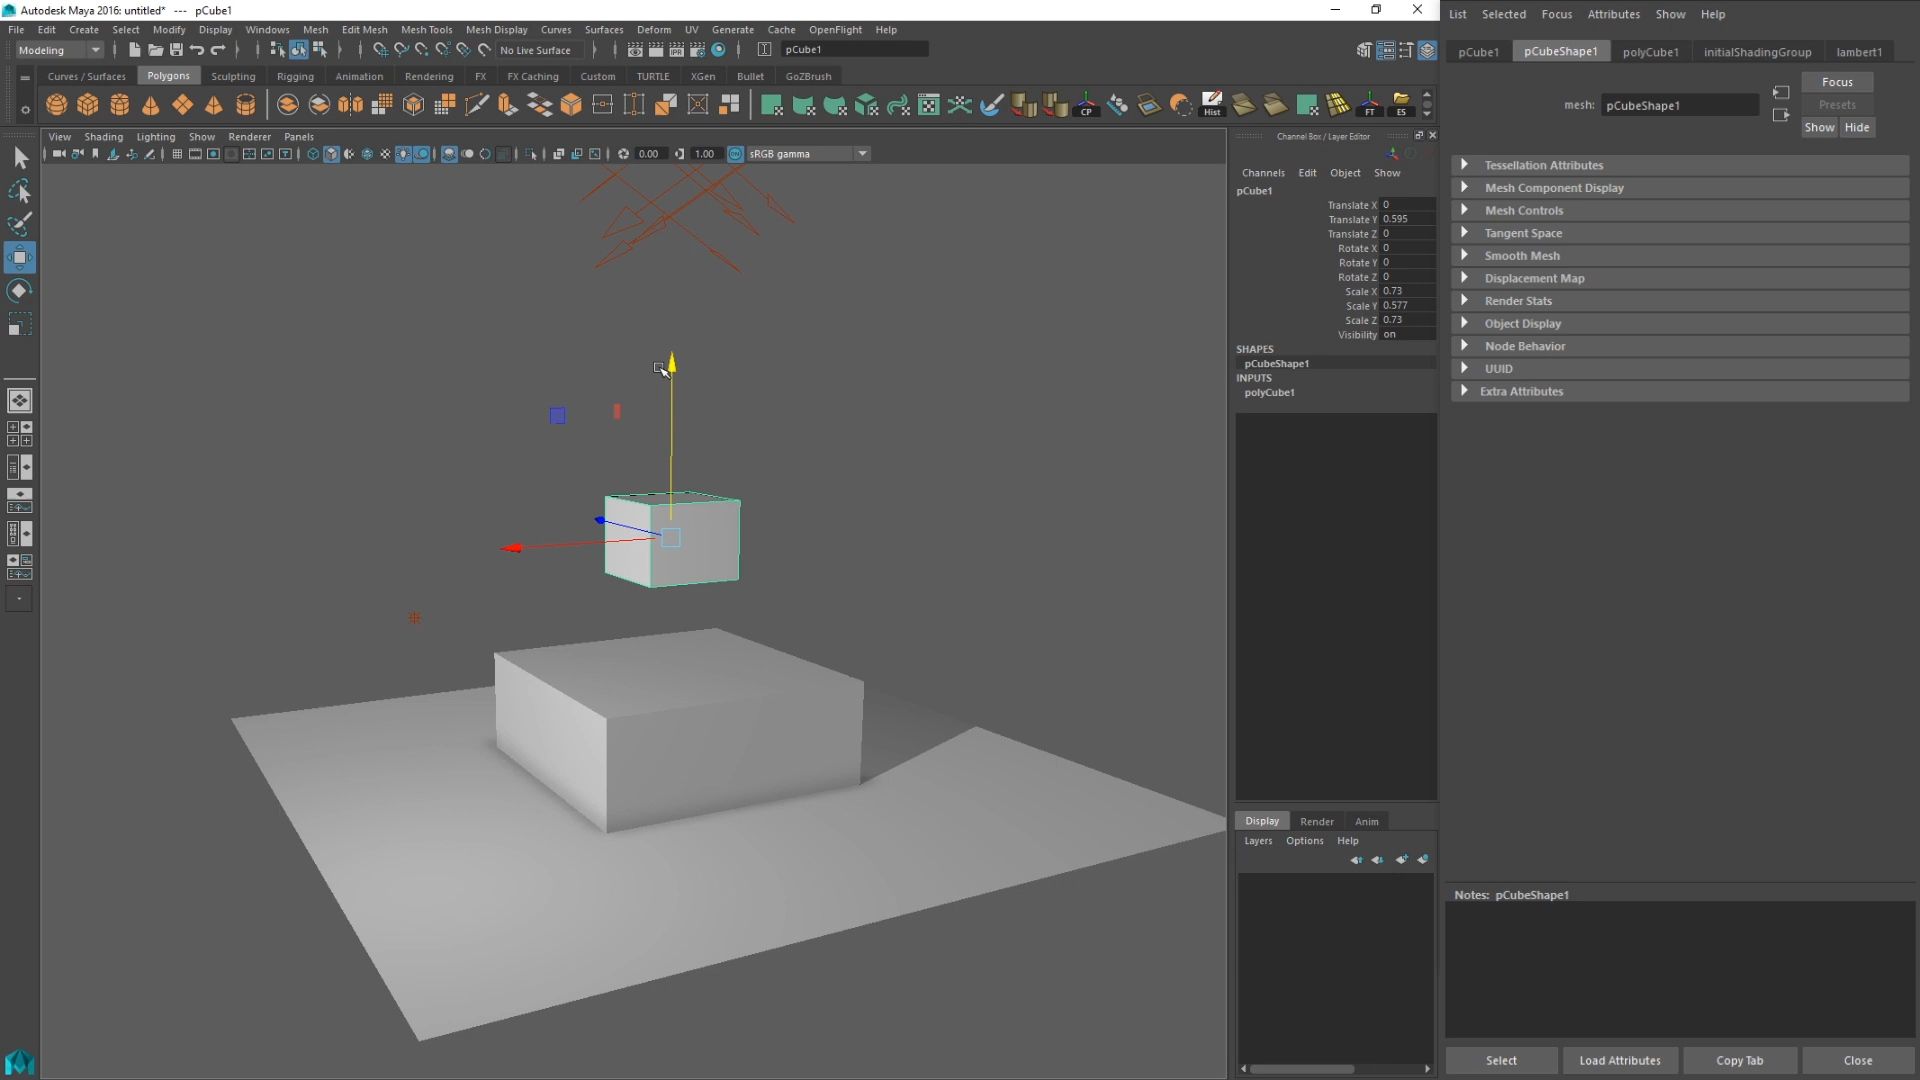 Autodesk Maya 2016: untitled* --- pCube1
File Edit Create Select Modify Display Windows Mesh Edit Mesh Mesh Tools Mesh Display Curves Surfaces Deform UV Generate Cache OpenFlight Help
Modeling No Live Surface pCube1
Curves / Surfaces Polygons Sculpting Rigging Animation Rendering FX FX Caching Custom TURTLE XGen Bullet GoZBrush
CP Hist FT ES
View Shading Lighting Show Renderer Panels
0.00 1.00 sRGB gamma
Channel Box / Layer Editor
Channels Edit Object Show
pCube1
Translate X 0
Translate Y 0.595
Translate Z 0
Rotate X 0
Rotate Y 0
Rotate Z 0
Scale X 0.73
Scale Y 0.577
Scale Z 0.73
Visibility on
SHAPES
pCubeShape1
INPUTS
polyCube1
Display Render Anim
Layers Options Help
List Selected Focus Attributes Show Help
pCube1 pCubeShape1 polyCube1 initialShadingGroup lambert1
mesh: pCubeShape1
Focus
Presets
Show Hide
Tessellation Attributes
Mesh Component Display
Mesh Controls
Tangent Space
Smooth Mesh
Displacement Map
Render Stats
Object Display
Node Behavior
UUID
Extra Attributes
Notes: pCubeShape1
Select Load Attributes Copy Tab Close